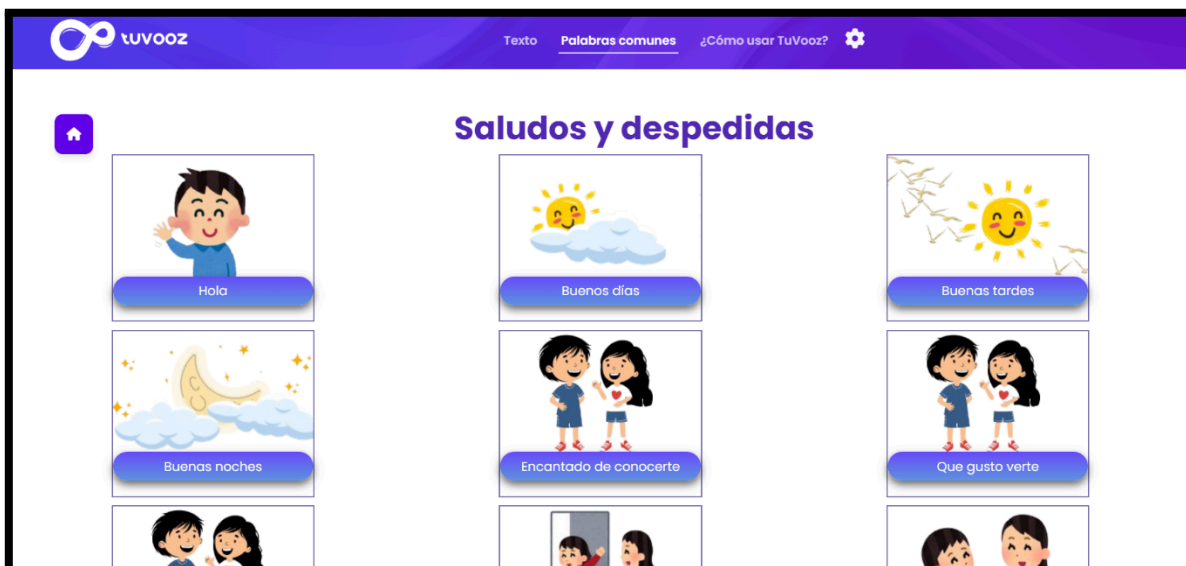 tuvooz
Texto Palabras comunes ¿Cómo usar TuVooz?
Saludos y despedidas
Hola
Buenos días
Buenas tardes
Buenas noches
Encantado de conocerte
Que gusto verte